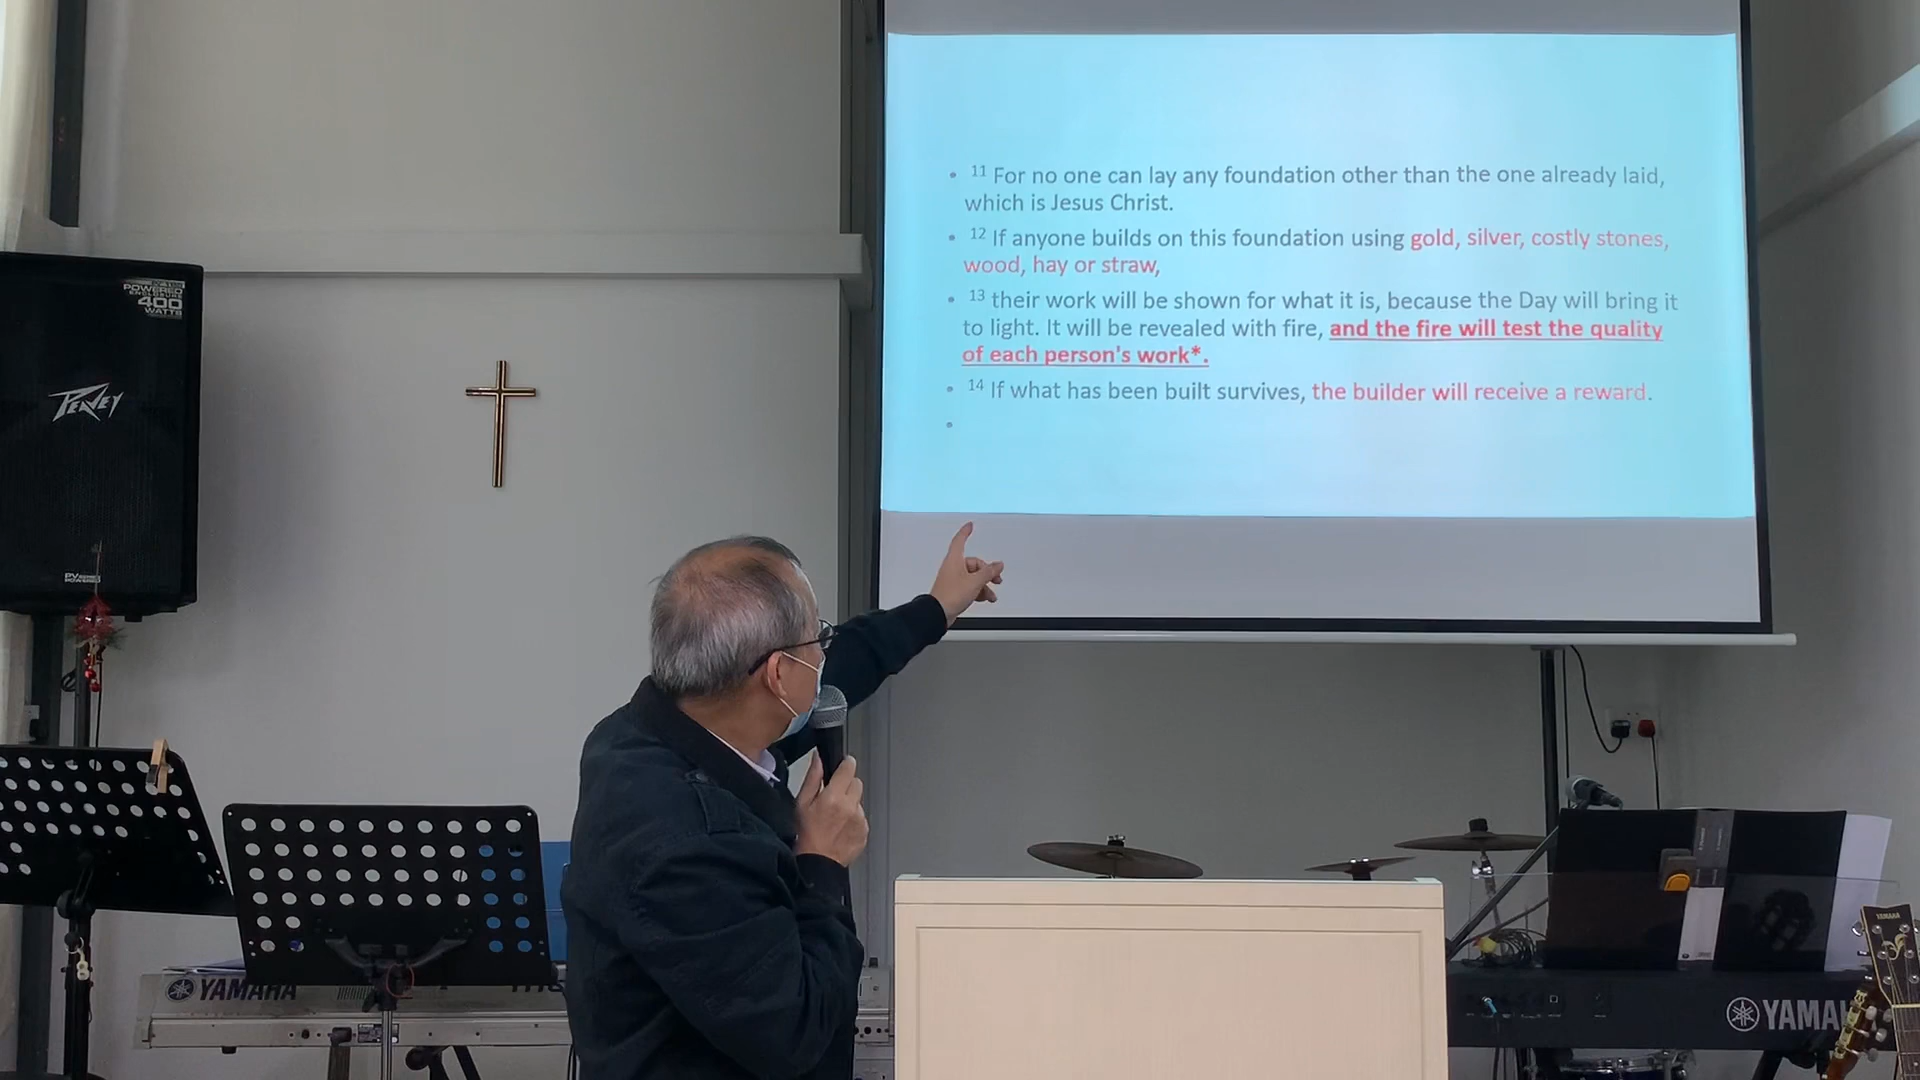 11 For no one can lay any foundation other than the one already laid,
which is Jesus Christ.
12 If anyone builds on this foundation using gold, silver, costly stones,
wood, hay or straw,
13 their work will be shown for what it is, because the Day will bring it
to light. It will be revealed with fire, and the fire will test the quality
of each person's work*.
14 If what has been built survives, the builder will receive a reward.
POWERED
ENCLOSURE
400
WATTS
PEAVEY
YAMAHA
YAMAHA
YAMAHA